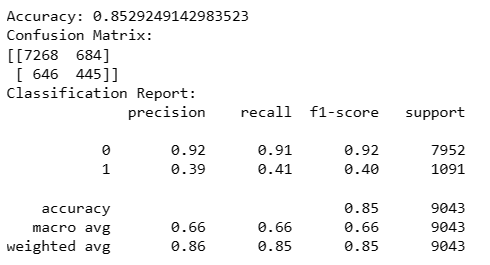 Accuracy: 0.8529249142983523
Confusion Matrix:
[[7268  684]
 [ 646  445]]
Classification Report:
              precision    recall  f1-score   support

           0       0.92      0.91      0.92      7952
           1       0.39      0.41      0.40      1091

    accuracy                           0.85      9043
   macro avg       0.66      0.66      0.66      9043
weighted avg       0.86      0.85      0.85      9043